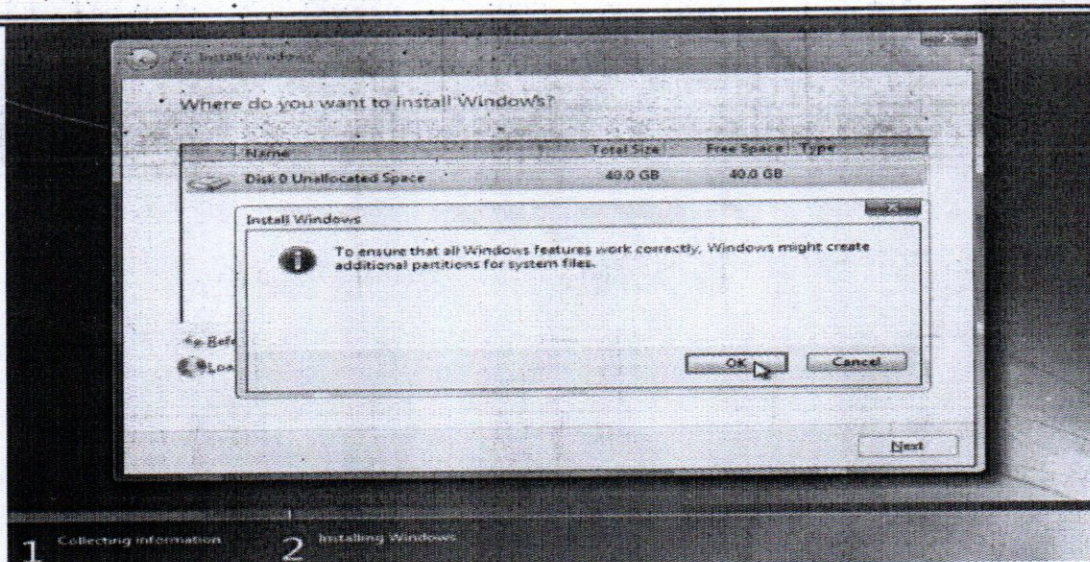 Install Windows
Where do you want to install Windows?
Name Total Size Free Space Type
Disk 0 Unallocated Space 40.0 GB 40.0 GB
Install Windows
To ensure that all Windows features work correctly, Windows might create
additional partitions for system files.
OK Cancel
Next
1 Collecting information 2 Installing Windows